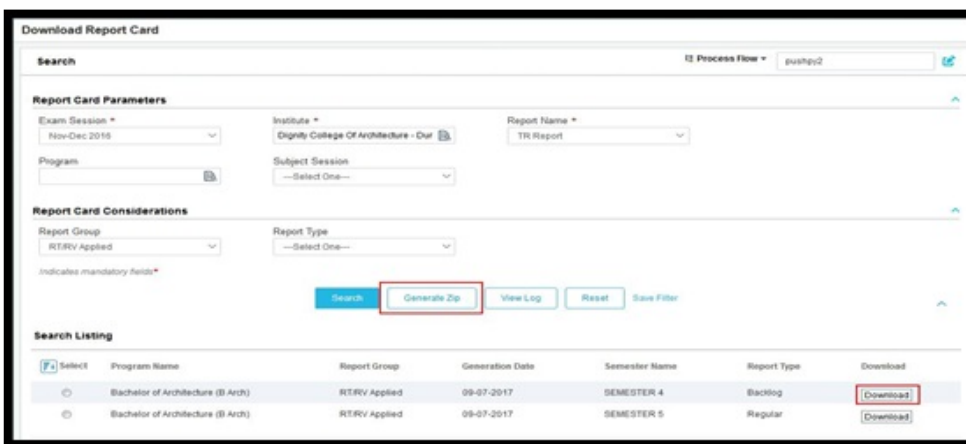 Download Report Card
Search Process Flow pushpy2
Report Card Parameters
Exam Session * Institute * Report Name *
Nov-Dec 2016 Dignity College Of Architecture - Dur TR Report
Program Subject Session
---Select One---
Report Card Considerations
Report Group Report Type
RT/RV Applied ---Select One---
Indicates mandatory fields*
Search Generate Zip View Log Reset Save Filter
Search Listing
Select Program Name Report Group Generation Date Semester Name Report Type Download
Bachelor of Architecture (B Arch) RT/RV Applied 09-07-2017 SEMESTER 4 Backlog Download
Bachelor of Architecture (B Arch) RT/RV Applied 09-07-2017 SEMESTER 5 Regular Download